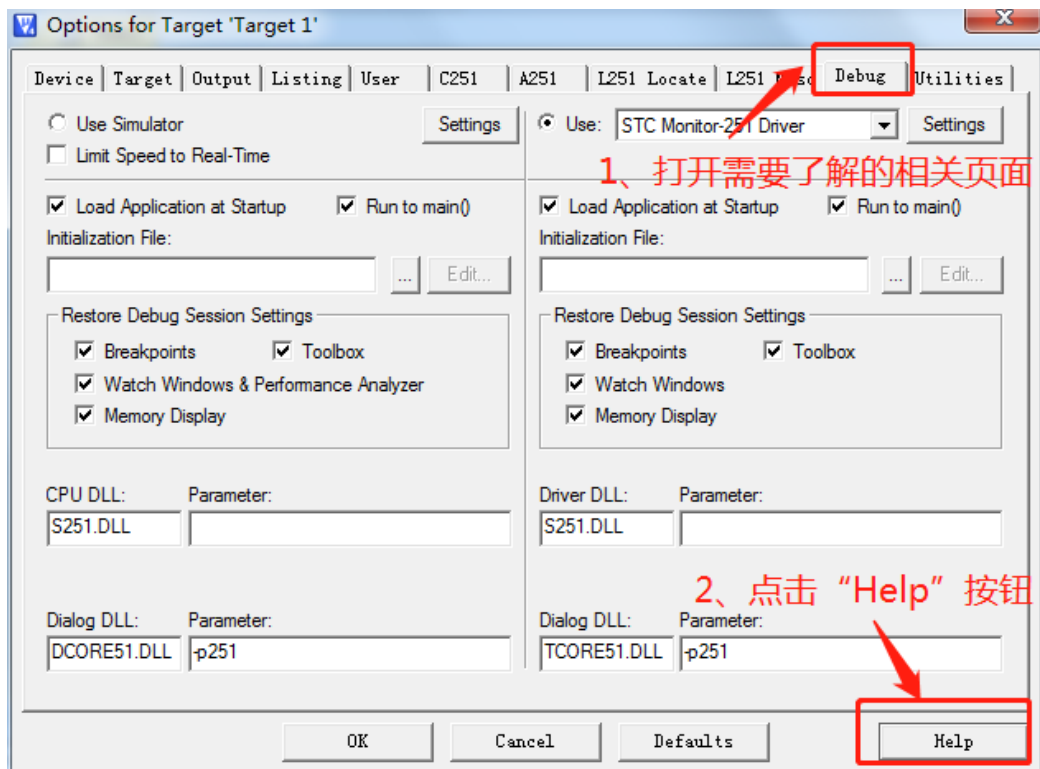 Options for Target 'Target 1'
Device Target Output Listing User C251 A251 L251 Locate L251 Misc Debug Utilities
Use Simulator Settings Use: STC Monitor-251 Driver Settings
Limit Speed to Real-Time
1、打开需要了解的相关页面
Load Application at Startup Run to main() Load Application at Startup Run to main()
Initialization File: Initialization File:
... Edit... ... Edit...
Restore Debug Session Settings Restore Debug Session Settings
Breakpoints Toolbox Breakpoints Toolbox
Watch Windows & Performance Analyzer Watch Windows
Memory Display Memory Display
CPU DLL: Parameter: Driver DLL: Parameter:
S251.DLL S251.DLL
2、点击“Help”按钮
Dialog DLL: Parameter: Dialog DLL: Parameter:
DCORE51.DLL -p251 TCORE51.DLL -p251
OK Cancel Defaults Help